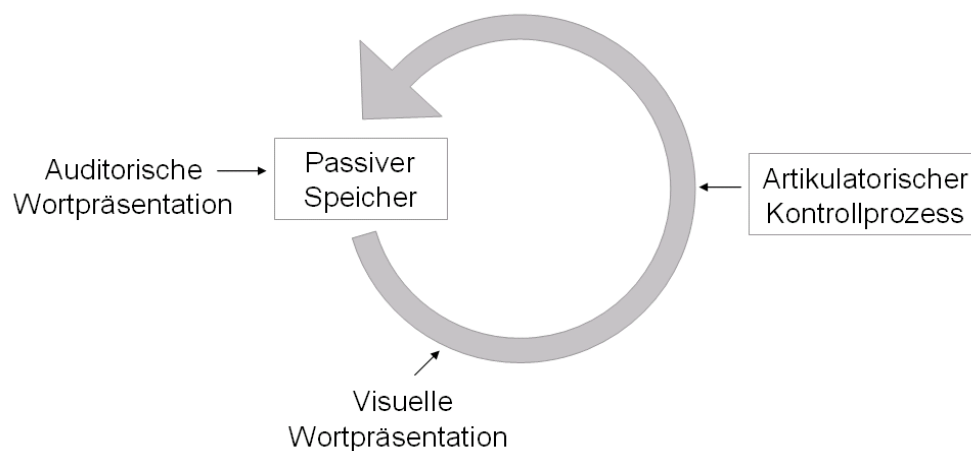 Auditorische
Wortpräsentation
Passiver
Speicher
Artikulatorischer
Kontrollprozess
Visuelle
Wortpräsentation